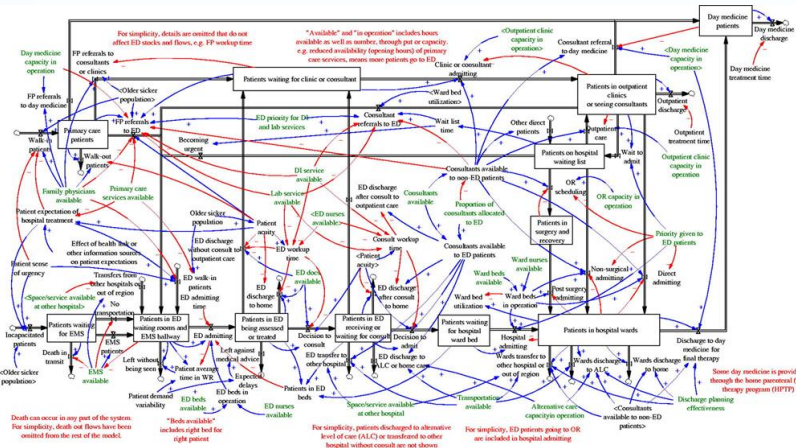 For simplicity, details are omitted that do not
affect ED stocks and flows, e.g. FP workup time
"Available" and "is operation" includes hours
available as well as number, through put or capacity.
e.g. reduced availability (opening hours) of primary
care services, means more patients go to ED
<Outpatient clinic
capacity in
operation>
Consultant referral
to day medicine
Day medicine
patients
Day medicine
discharge
<Day medicine
capacity in
operation>
Day medicine
treatment time
Day medicine
capacity in
operation
FP referrals to
consultants
or clinics
FP referrals
to day medicine
<Older sicker
population>
Patients waiting for clinic or consultant
Clinic or consultant
admitting
<Ward bed
utilization>
Patients in outpatient
clinics
or seeing consultants
Outpatient
discharge
Outpatient
treatment time
Outpatient clinic
capacity in
operation
Walk-in
patients
Primary care
patients
FP referrals
to ED
ED priority for DI
and lab services
Consultant
referrals to ED
Wait list
time
Other direct
patients
Outpatient
care
Wait to
admit
Walk-out
patients
Becoming
urgent
Patients on hospital
waiting list
Family physicians
available
Primary care
services available
DI service
available
Lab service
available
ED discharge
after consult to
outpatient care
Consultants
available
Consultants available
to non-ED patients
Proportion of
consultants allocated
to ED
OR
scheduling
OR capacity in
operation
Patient expectation of
hospital treatment
Older sicker
population
Patient
acuity
<ED nurses
available>
Patients in
surgery and
recovery
Priority given to
ED patients
Effect of health link or
other information sources
on patient expectations
ED discharge
without consult to
outpatient care
ED workup
time
Consult workup
time
Consultants available
to ED patients
Patient sense
of urgency
Transfers from
other hospitals
out of region
ED walk-in
patients
ED
discharge
to home
ED docs
available
<Patient
acuity>
ED discharge
after consult
to home
Ward nurses
available
Ward beds
available
Non-surgical
admitting
Direct
admitting
<Space/service available
at other hospital>
No
transportation
ED admitting
time
Ward bed
utilization
Ward beds
in operation
Post surgery
admitting
Incapacitated
patients
Patients waiting
for EMS
Patients in ED
waiting rooms and
EMS hallway
ED admitting
Patients in ED
being assessed
or treated
Decision to
consult
Patients in ED
receiving or
waiting for consult
Decision to
admit
Patients waiting
for hospital
ward bed
Hospital
admitting
Patients in hospital wards
Discharge to day
medicine for
final therapy
Death in
transit
EMS
patients
EMS
available
Left without
being seen
Patient average
time in WR
Left against
medical advice
Expected
delays
ED transfer to
other hospital
ED discharge to
ALC or home care
Wards transfer to
other hospital or
out of region
Wards discharge
to ALC
Wards discharge
to home
<Older sicker
population>
Patient demand
variability
ED beds
available
ED beds in
operation
ED nurses
available
Patients in
ED beds
Space/service available
at other hospital
Transportation
available
Alternative care
capacity in operation
<Consultants
available to non-ED
patients>
Discharge planning
effectiveness
Some day medicine is provid
through the home parenteral (
therapy program (HPTP)
Death can occur in any part of the system.
For simplicity, death out flows have been
omitted from the rest of the model.
"Beds available"
includes right bed for
right patient
For simplicity, patients discharged to alternative
level of care (ALC) or transferred to other
hospital without consult are not shown.
For simplicity, ED patients going to OR
are included in hospital admitting